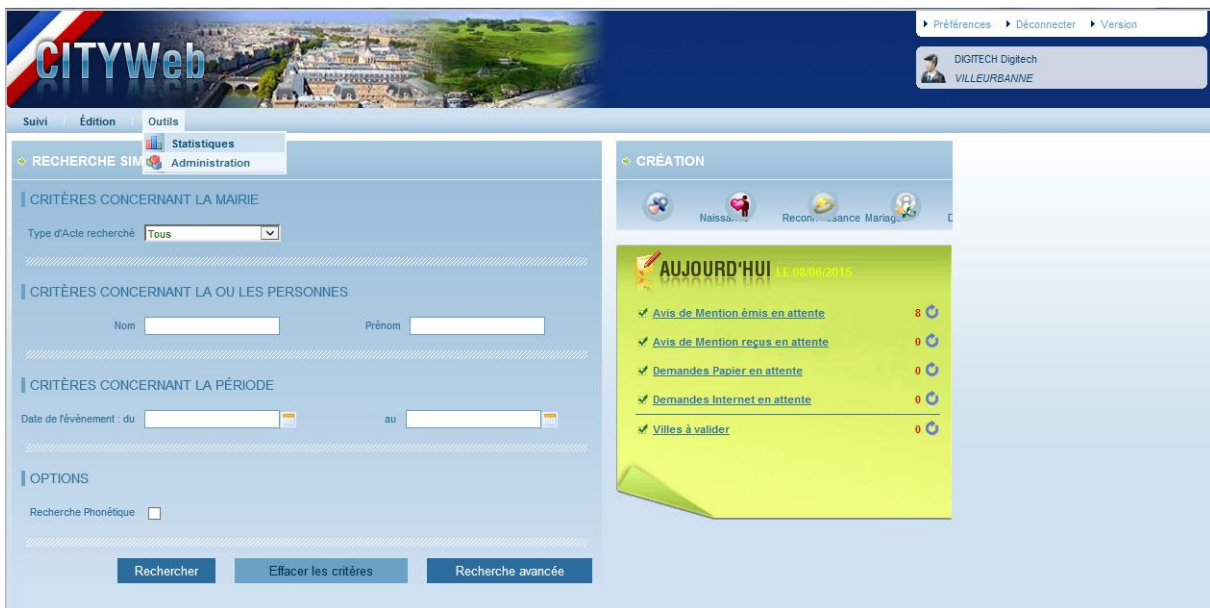 CITYWeb
Préférences Déconnecter Version
DIGITECH Digitech
VILLEURBANNE
Suivi Édition Outils
Statistiques
Administration
RECHERCHE SIM
CRITÈRES CONCERNANT LA MAIRIE
Type d'Acte recherché Tous
CRITÈRES CONCERNANT LA OU LES PERSONNES
Nom Prénom
CRITÈRES CONCERNANT LA PÉRIODE
Date de l'évènement : du au
OPTIONS
Recherche Phonétique
Rechercher Effacer les critères Recherche avancée
CRÉATION
AUJOURD'HUI LE 08/06/2015
Avis de Mention émis en attente 8
Avis de Mention reçus en attente 0
Demandes Papier en attente 0
Demandes Internet en attente 0
Villes à valider 0